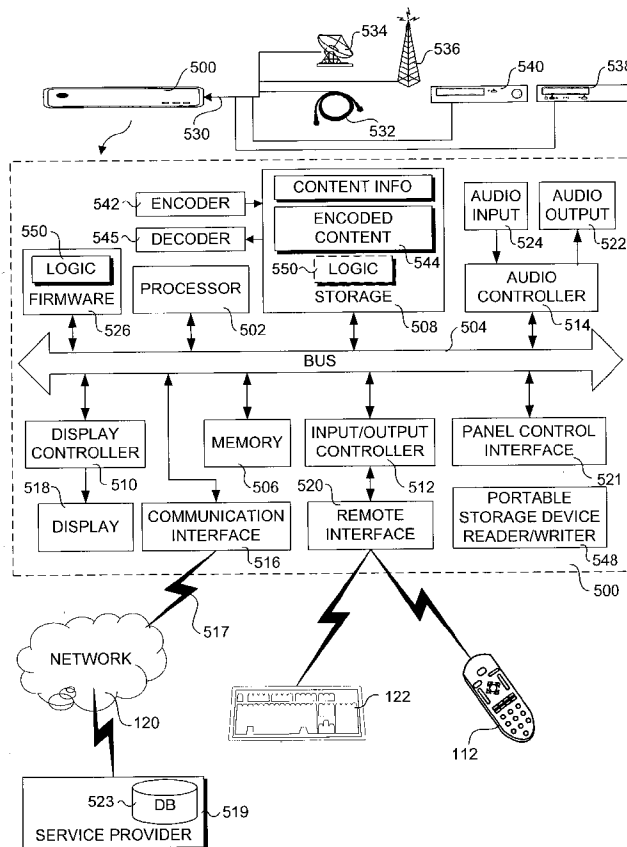 500
534
536
540
538
530
532
542
ENCODER
CONTENT INFO
545
DECODER
ENCODED
CONTENT
544
AUDIO
INPUT
524
AUDIO
OUTPUT
522
550
LOGIC
FIRMWARE
526
PROCESSOR
502
550
LOGIC
STORAGE
508
AUDIO
CONTROLLER
514
504
BUS
DISPLAY
CONTROLLER
510
MEMORY
506
INPUT/OUTPUT
CONTROLLER
512
PANEL CONTROL
INTERFACE
521
518
DISPLAY
COMMUNICATION
INTERFACE
516
520
REMOTE
INTERFACE
PORTABLE
STORAGE DEVICE
READER/WRITER
548
500
517
NETWORK
120
122
112
523
DB
519
SERVICE PROVIDER